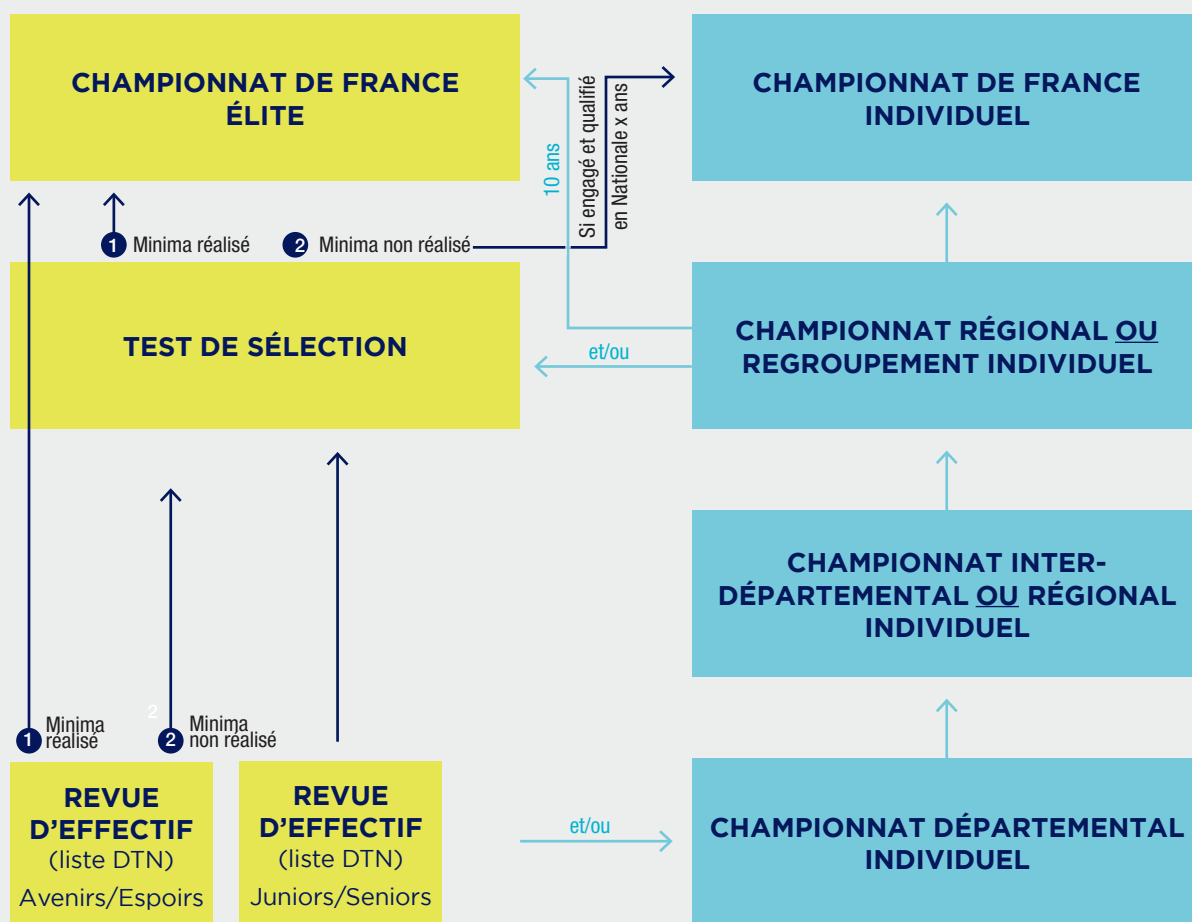 CHAMPIONNAT DE FRANCE
ÉLITE
10 ans
Si engagé et qualifié
en Nationale x ans
CHAMPIONNAT DE FRANCE
INDIVIDUEL
1 Minima réalisé
2 Minima non réalisé
TEST DE SÉLECTION
et/ou
CHAMPIONNAT RÉGIONAL OU
REGROUPEMENT INDIVIDUEL
CHAMPIONNAT INTER-
DÉPARTEMENTAL OU RÉGIONAL
INDIVIDUEL
2
1 Minima
réalisé
2 Minima
non réalisé
REVUE
D’EFFECTIF
(liste DTN)
Avenirs/Espoirs
REVUE
D’EFFECTIF
(liste DTN)
Juniors/Seniors
et/ou
CHAMPIONNAT DÉPARTEMENTAL
INDIVIDUEL